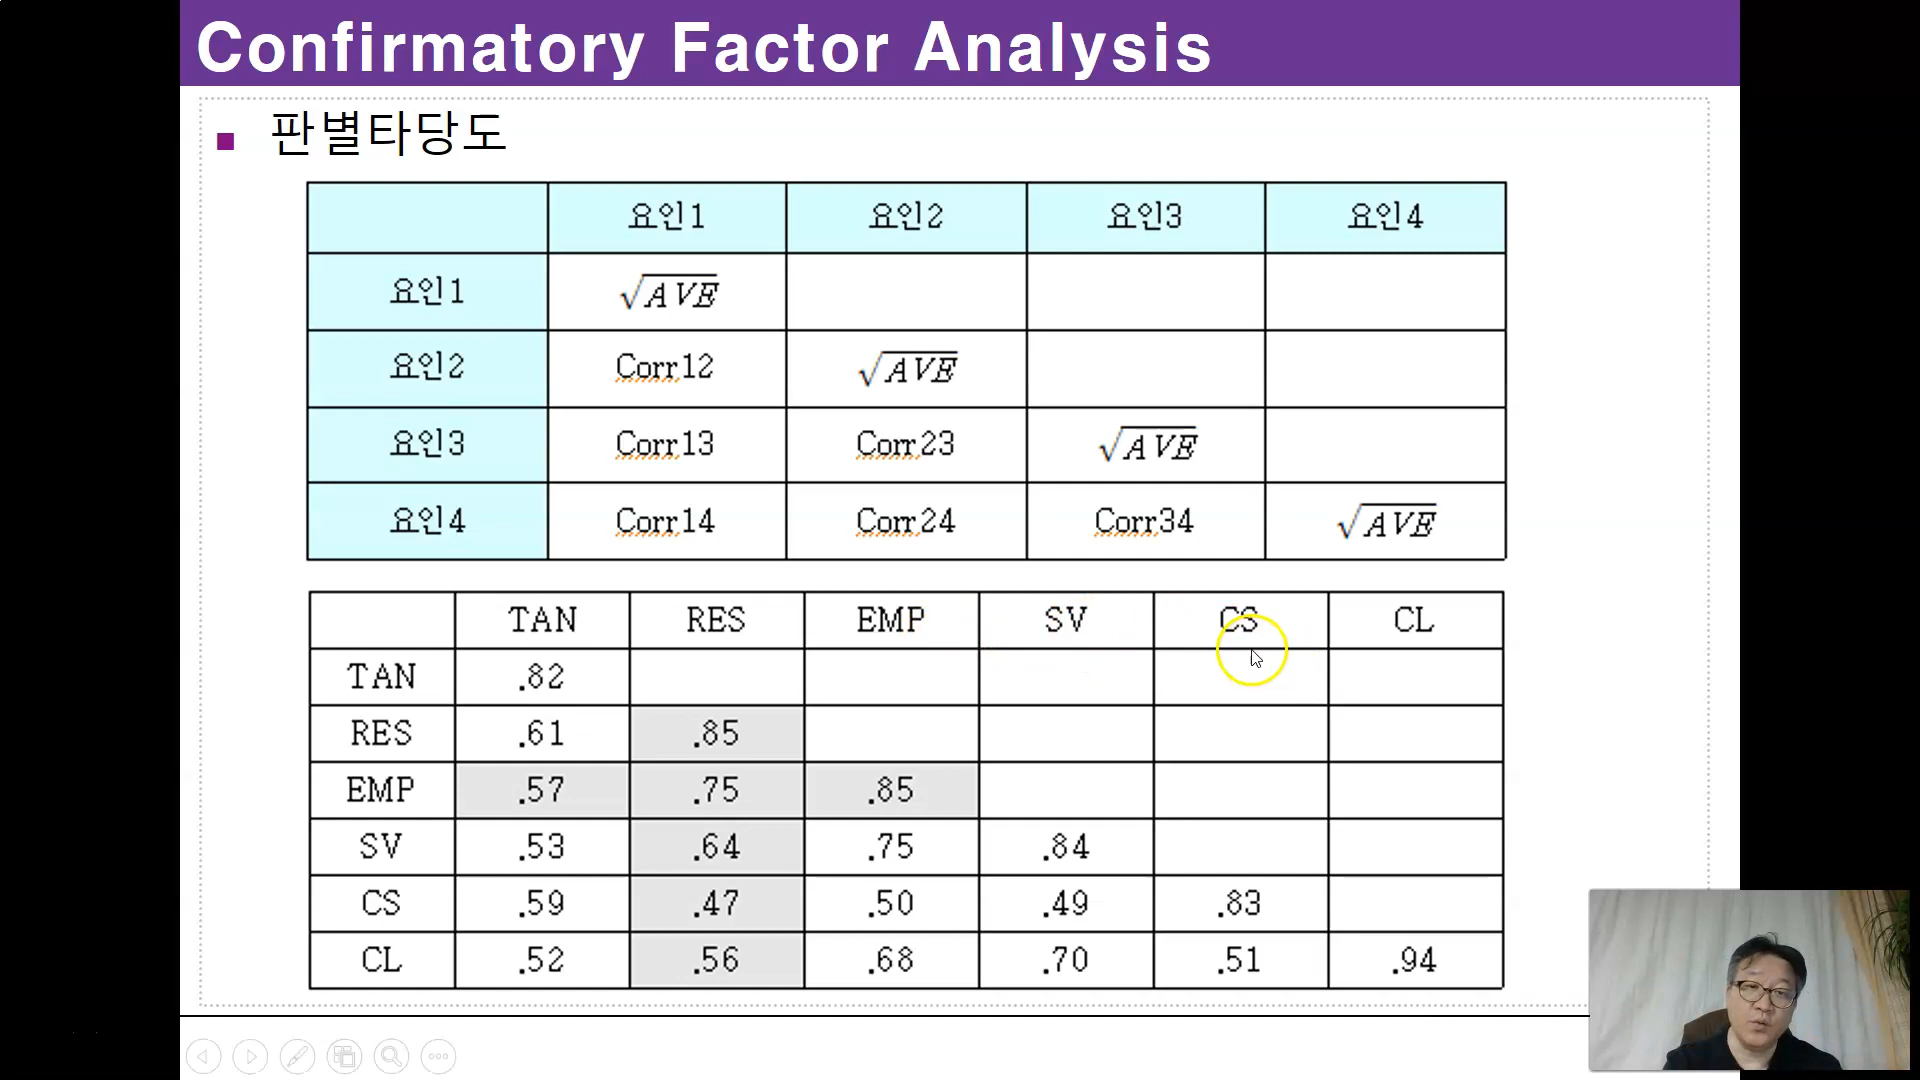 Confirmatory Factor Analysis
■ 판별타당도
요인1 요인2 요인3 요인4
요인1 √AVE
요인2 Corr12 √AVE
요인3 Corr13 Corr23 √AVE
요인4 Corr14 Corr24 Corr34 √AVE
TAN RES EMP SV CS CL
TAN .82
RES .61 .85
EMP .57 .75 .85
SV .53 .64 .75 .84
CS .59 .47 .50 .49 .83
CL .52 .56 .68 .70 .51 .94